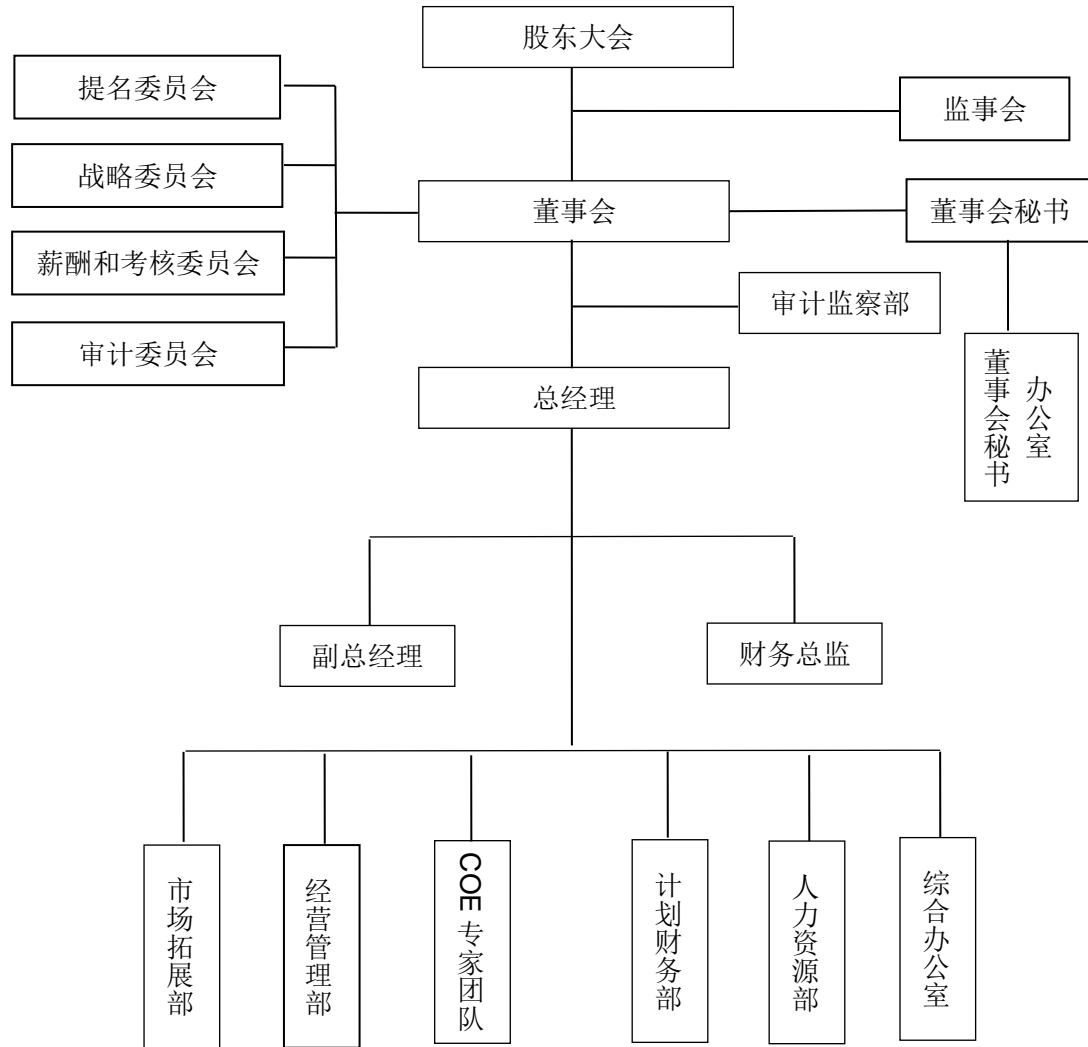 股东大会
提名委员会
监事会
战略委员会
董事会
董事会秘书
薪酬和考核委员会
审计监察部
审计委员会
总经理
董事会秘书
办公室
副总经理
财务总监
市场拓展部
经营管理部
COE 专家团队
计划财务部
人力资源部
综合办公室